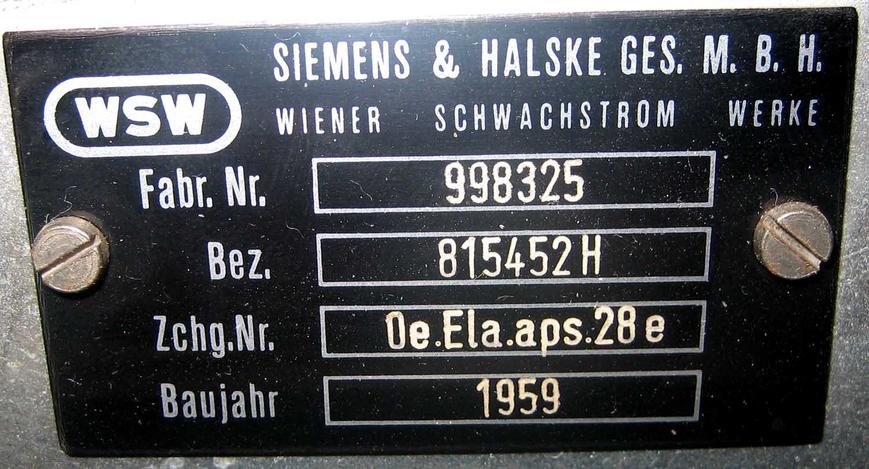 SIEMENS & HALSKE GES. M. B. H.
WSW WIENER SCHWACHSTROM WERKE
Fabr. Nr. 998325
Bez. 815452 H
Zchg.Nr. Oe.Ela.aps.28 e
Baujahr 1959